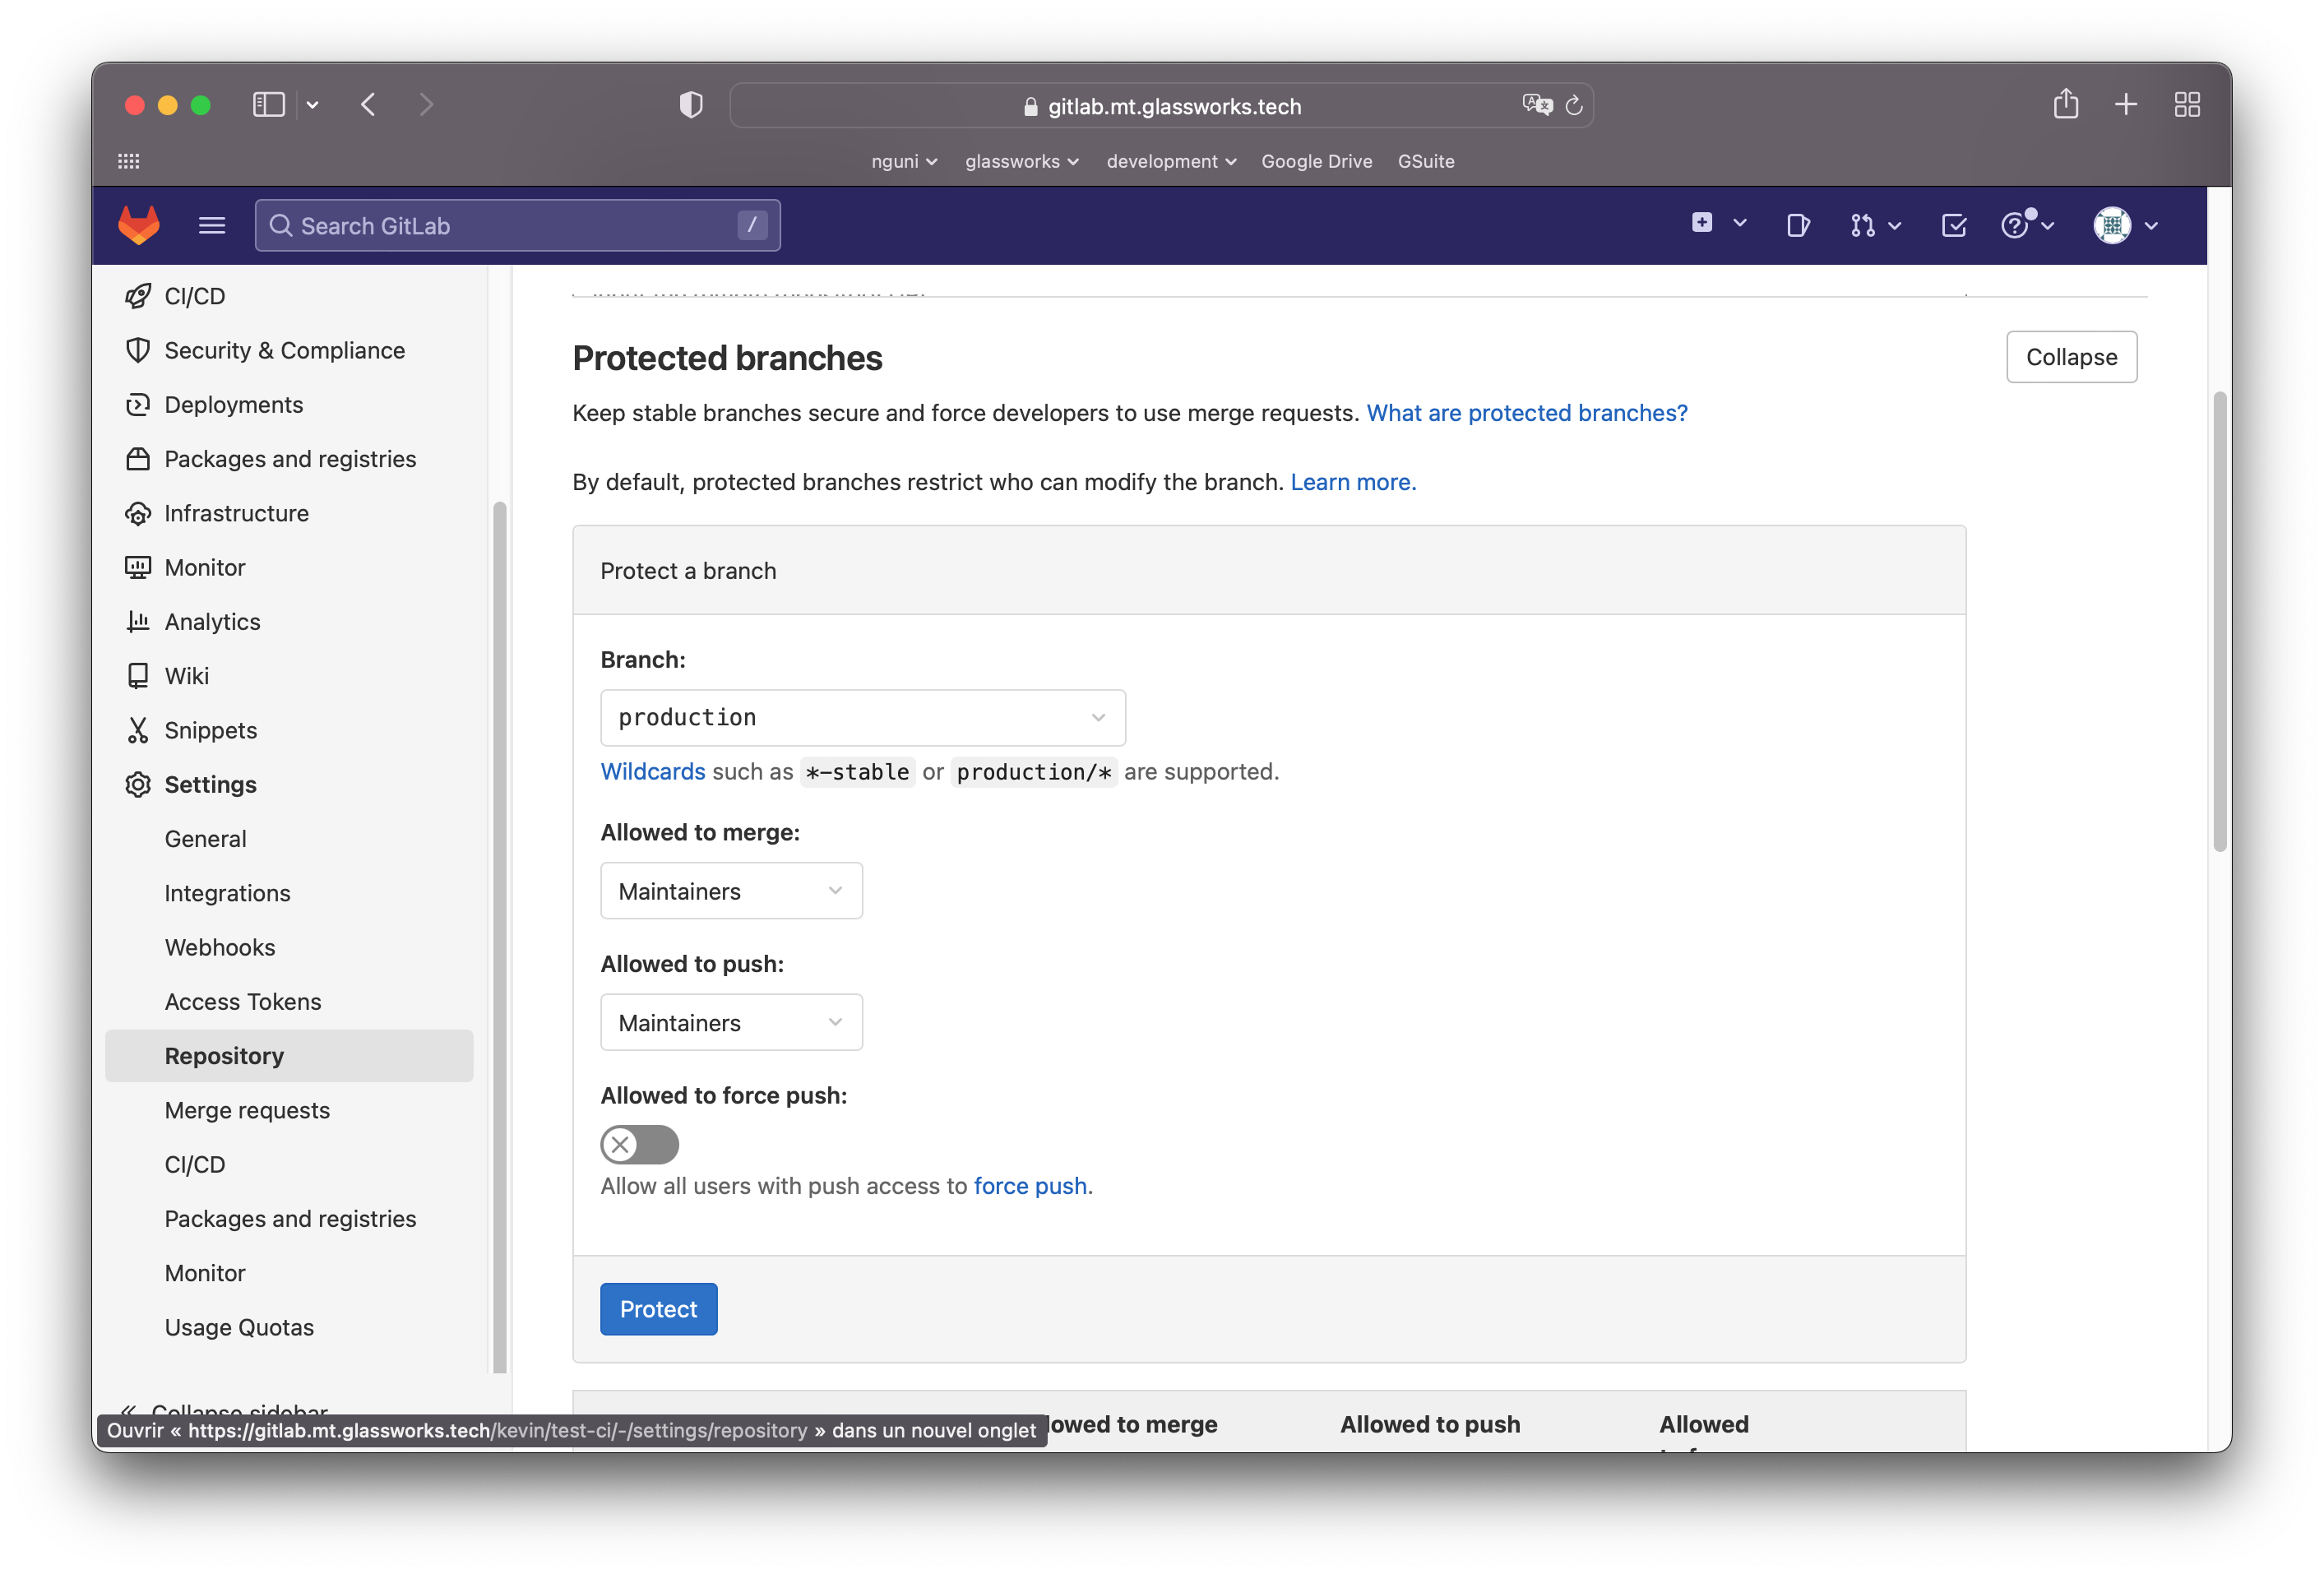 gitlab.mt.glassworks.tech
nguni glassworks development Google Drive GSuite
Search GitLab /
CI/CD
Security & Compliance
Deployments
Packages and registries
Infrastructure
Monitor
Analytics
Wiki
Snippets
Settings
General
Integrations
Webhooks
Access Tokens
Repository
Merge requests
CI/CD
Packages and registries
Monitor
Usage Quotas
Collapse sidebar
Protected branches
Collapse
Keep stable branches secure and force developers to use merge requests. What are protected branches?
By default, protected branches restrict who can modify the branch. Learn more.
Protect a branch
Branch:
production
Wildcards such as *-stable or production/* are supported.
Allowed to merge:
Maintainers
Allowed to push:
Maintainers
Allowed to force push:
Allow all users with push access to force push.
Protect
lowed to merge Allowed to push Allowed
Ouvrir « https://gitlab.mt.glassworks.tech/kevin/test-ci/-/settings/repository » dans un nouvel onglet